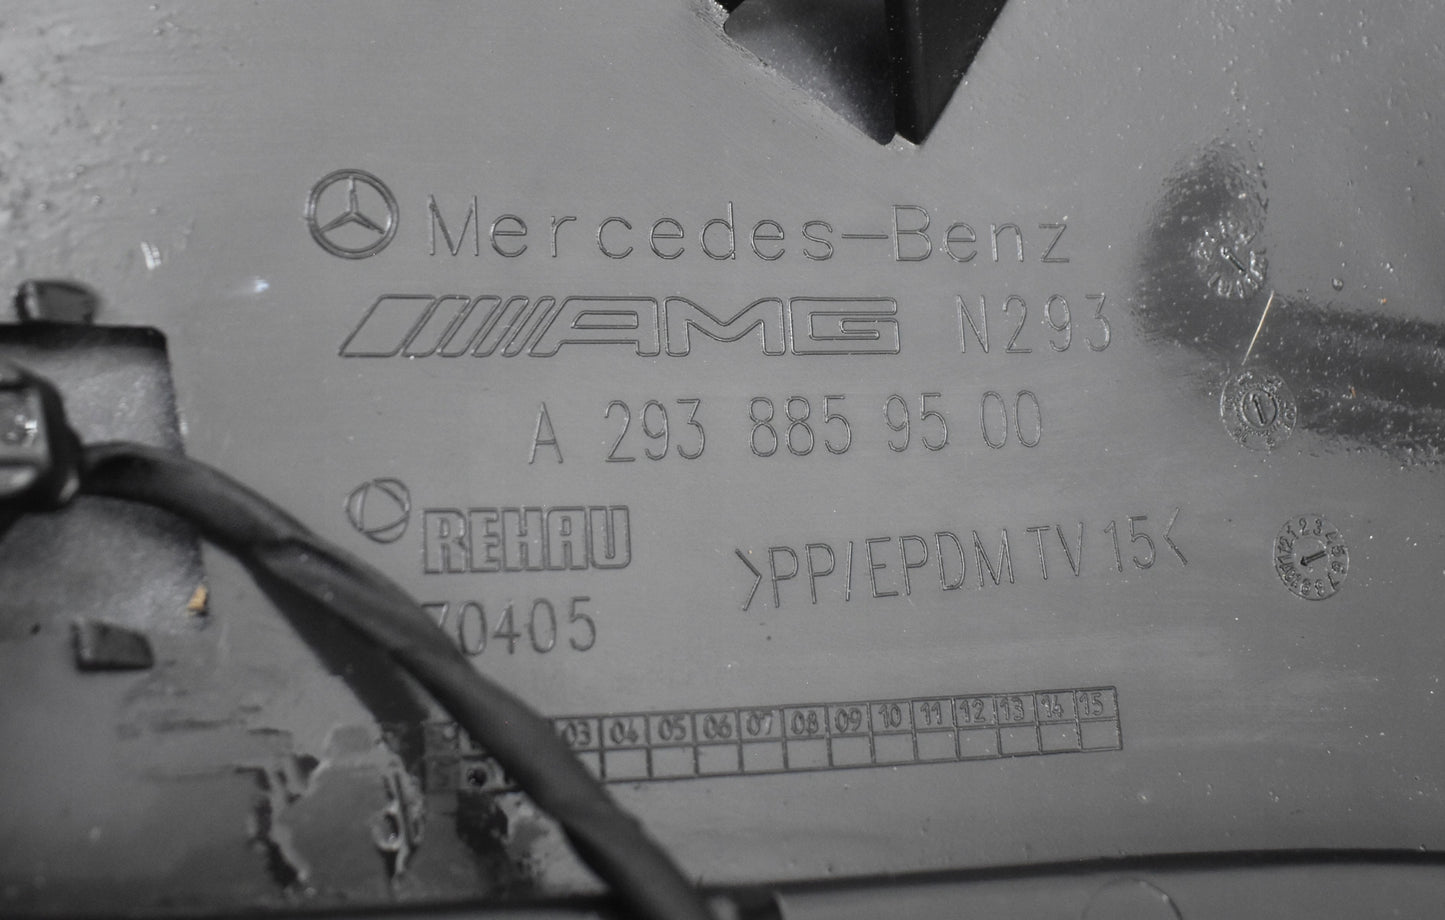 Mercedes-Benz
AMG N293
A 293 885 95 00
REHAU >PP/EPDM TV 15<
70405
03 04 05 06 07 08 09 10 11 12 13 14 15